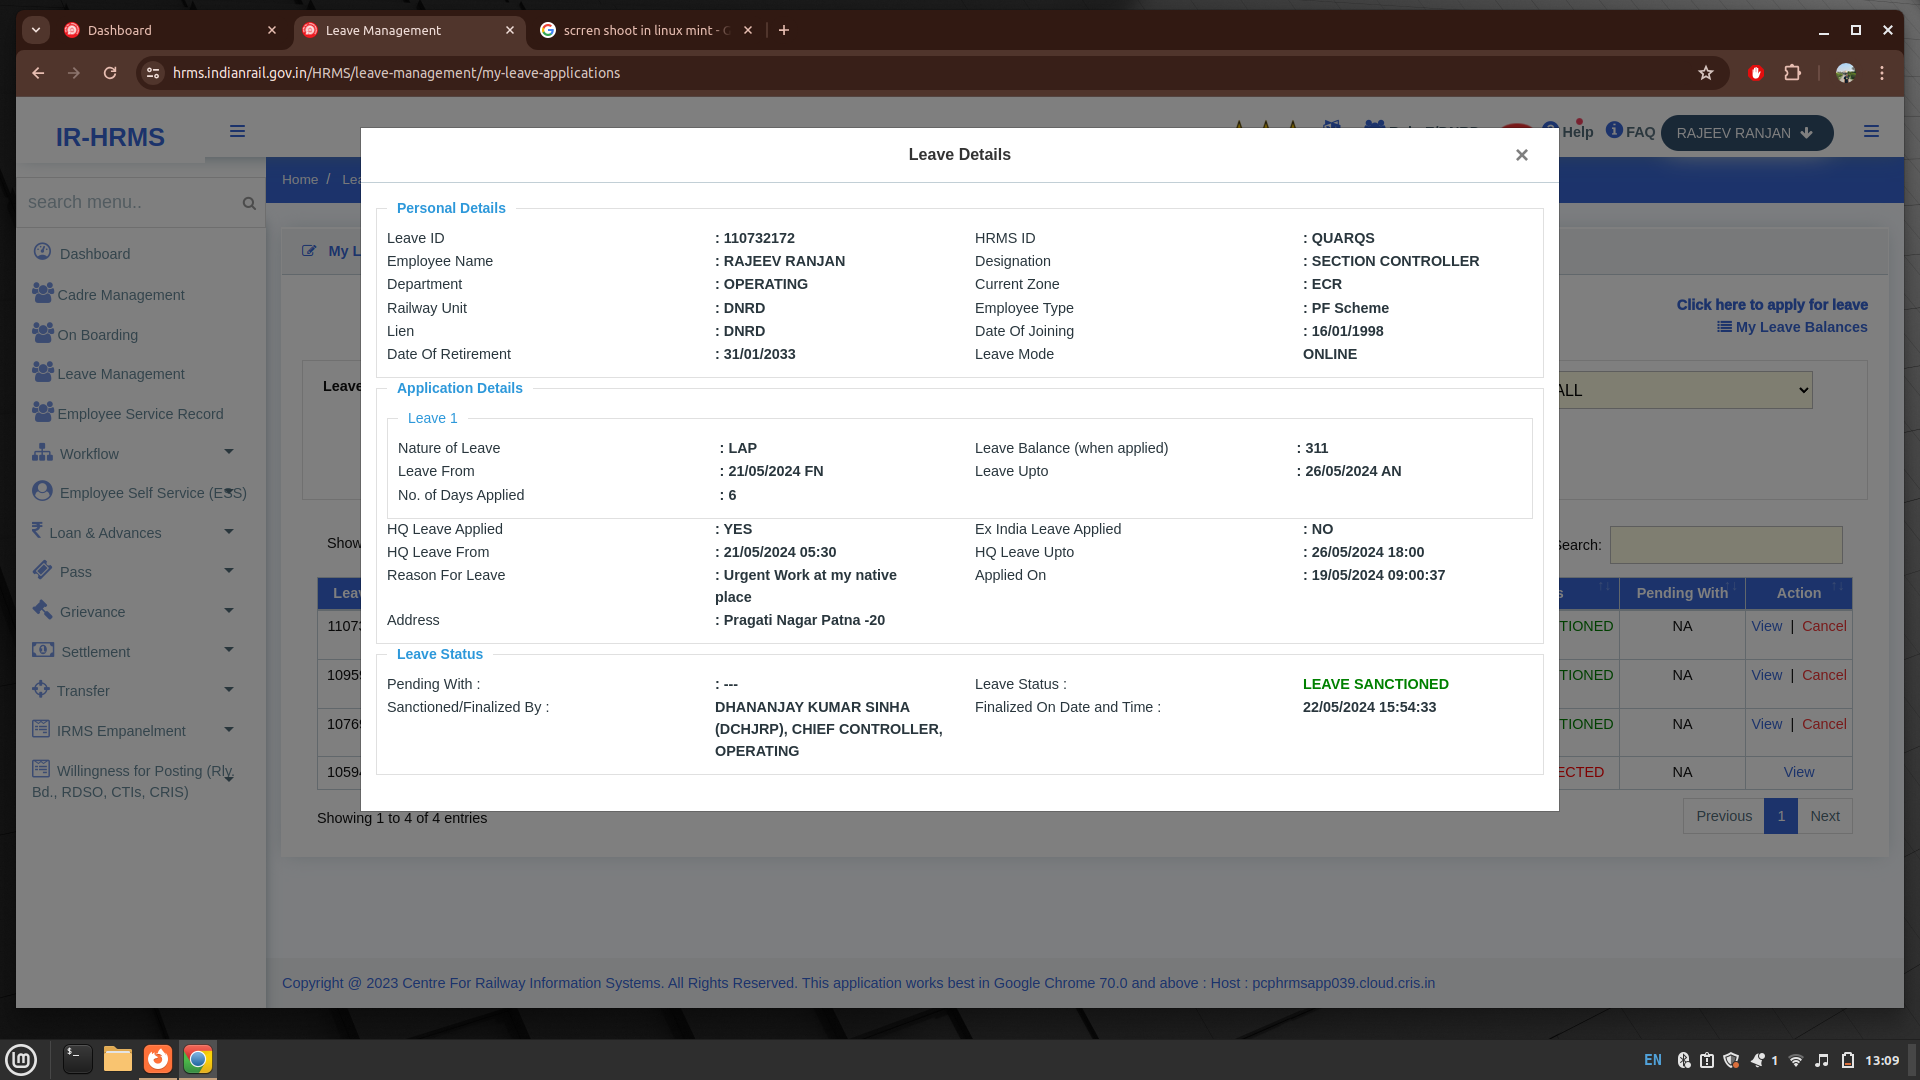 Dashboard
Leave Management
scrren shoot in linux mint -
hrms.indianrail.gov.in/HRMS/leave-management/my-leave-applications
IR-HRMS
Help
FAQ
RAJEEV RANJAN
Home /
search menu..
Dashboard
Cadre Management
On Boarding
Leave Management
Employee Service Record
Workflow
Employee Self Service (ESS)
Loan & Advances
Pass
Grievance
Settlement
Transfer
IRMS Empanelment
Willingness for Posting (Rly.
Bd., RDSO, CTIs, CRIS)
Leave Details
Personal Details
Leave ID : 110732172 HRMS ID : QUARQS
Employee Name : RAJEEV RANJAN Designation : SECTION CONTROLLER
Department : OPERATING Current Zone : ECR
Railway Unit : DNRD Employee Type : PF Scheme
Lien : DNRD Date Of Joining : 16/01/1998
Date Of Retirement : 31/01/2033 Leave Mode ONLINE
Application Details
Leave 1
Nature of Leave : LAP Leave Balance (when applied) : 311
Leave From : 21/05/2024 FN Leave Upto : 26/05/2024 AN
No. of Days Applied : 6
HQ Leave Applied : YES Ex India Leave Applied : NO
HQ Leave From : 21/05/2024 05:30 HQ Leave Upto : 26/05/2024 18:00
Reason For Leave : Urgent Work at my native Applied On : 19/05/2024 09:00:37
place
Address : Pragati Nagar Patna -20
Leave Status
Pending With : : --- Leave Status : LEAVE SANCTIONED
Sanctioned/Finalized By : DHANANJAY KUMAR SINHA Finalized On Date and Time : 22/05/2024 15:54:33
(DCHJRP), CHIEF CONTROLLER,
OPERATING
My L
Click here to apply for leave
My Leave Balances
Leave
ALL
Show
Search:
Pending With Action
NA View | Cancel
NA View | Cancel
NA View | Cancel
NA View
Showing 1 to 4 of 4 entries
Previous 1 Next
Copyright @ 2023 Centre For Railway Information Systems. All Rights Reserved. This application works best in Google Chrome 70.0 and above : Host : pcphrmsapp039.cloud.cris.in
EN 1 13:09